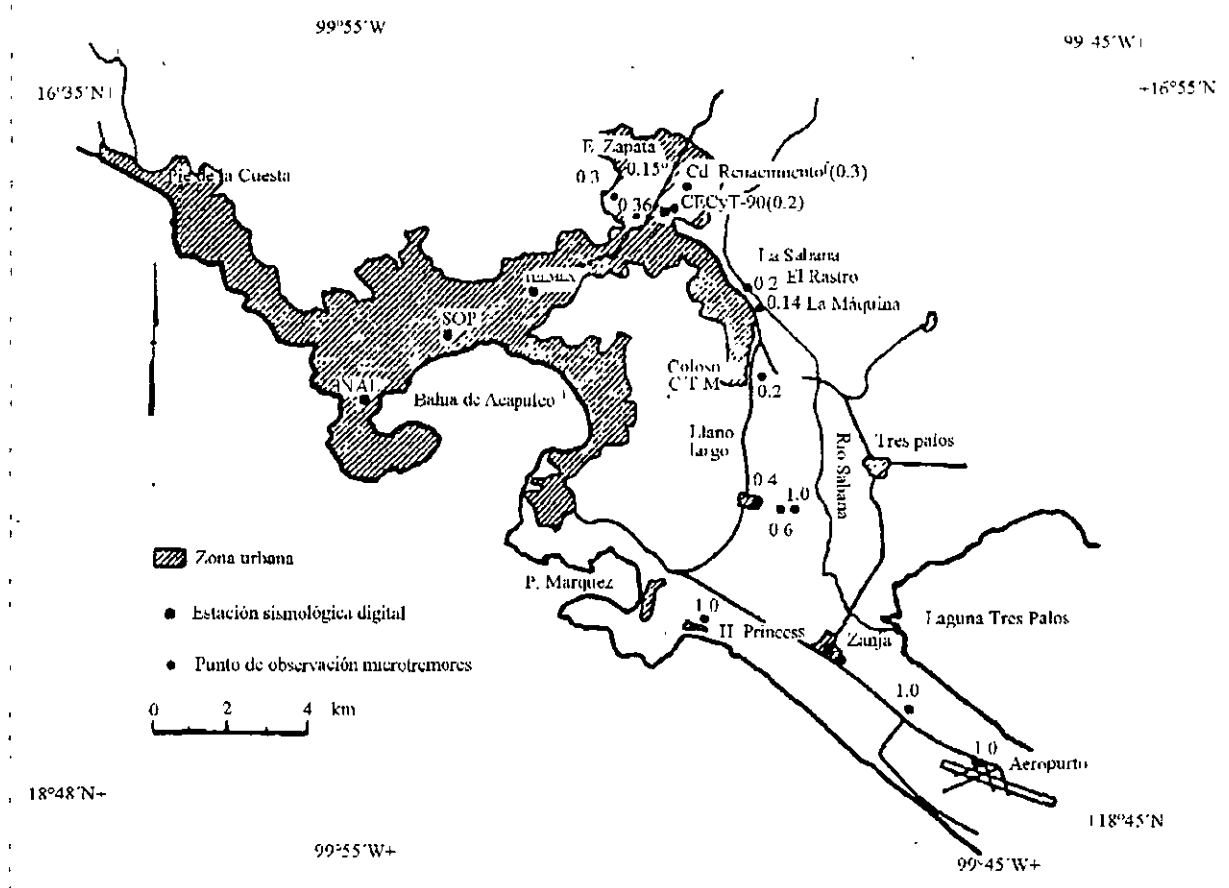 99°55´W
99 45´W+
16°35´N+
+16°55´N
E. Zapata
0.15°
0.3
Cd Renacimiento (0.3)
0.36
CECyT-90(0.2)
Pie de la Cuesta
La Sabana
0.2 El Rastro
0.14 La Máquina
TELMEX
SOP
Coloso
C T M
0.2
Bahia de Acapulco
Llano
largo
Rio Sabana
Tres palos
0.4
1.0
0 6
Zona urbana
P. Marquez
Estación sismológica digital
1.0
H Princess
Zanja
Laguna Tres Palos
Punto de observación microtremores
0 2 4 km
1.0
1 0
Aeropurto
18°48´N+
+18°45´N
99°55´W+
99°45´W+